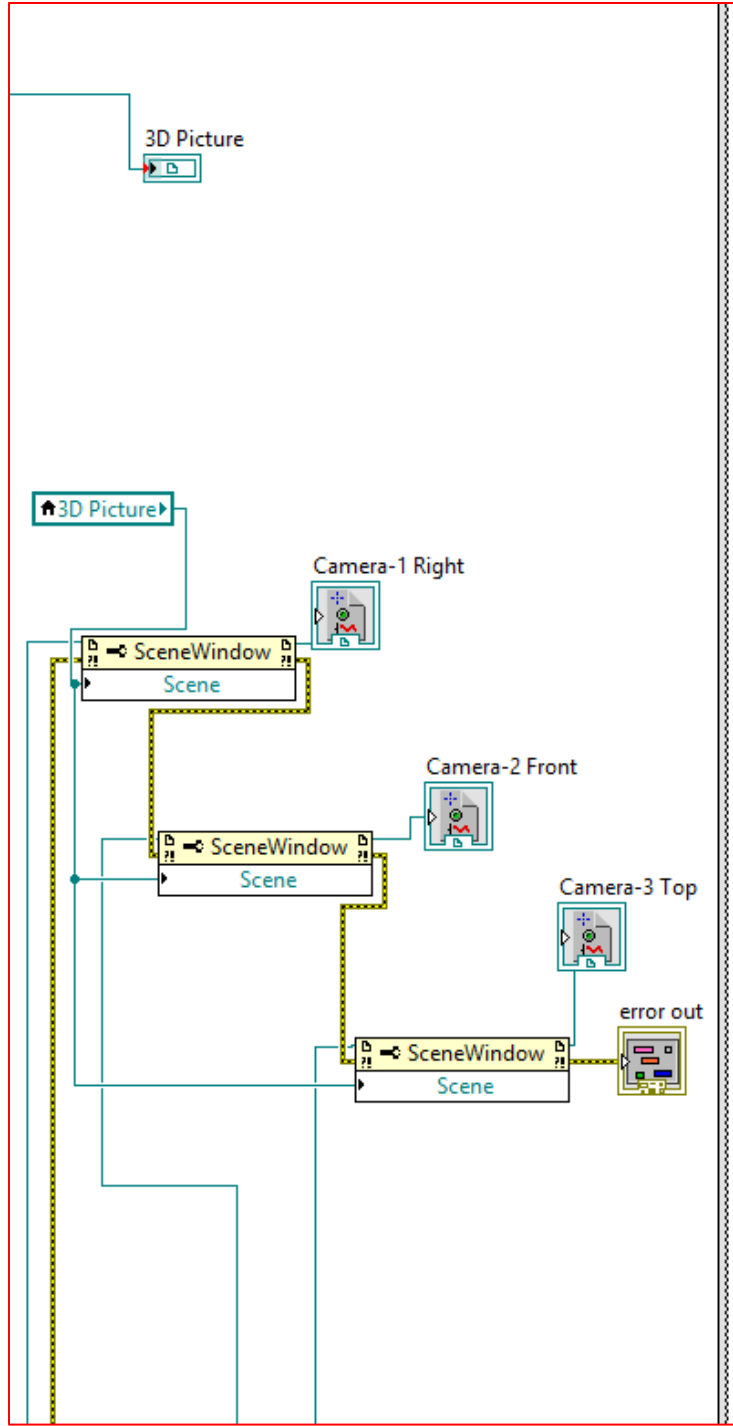 3D Picture
3D Picture
Camera-1 Right
?! SceneWindow ?!
Scene
Camera-2 Front
?! SceneWindow ?!
Scene
Camera-3 Top
error out
?! SceneWindow ?!
Scene